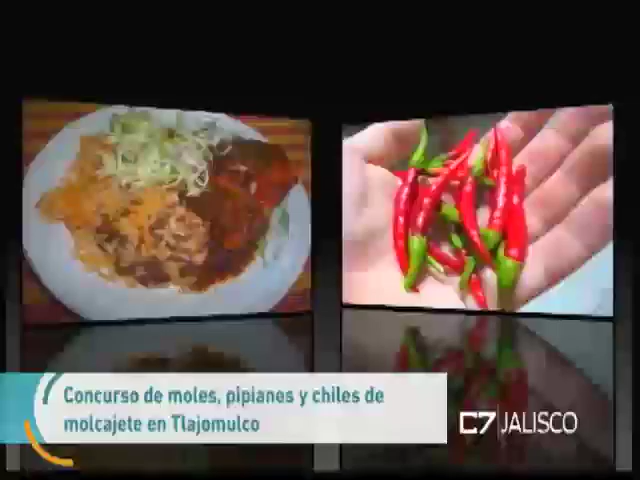 Concurso de moles, pipianes y chiles de
molcajete en Tlajomulco
C7 JALISCO